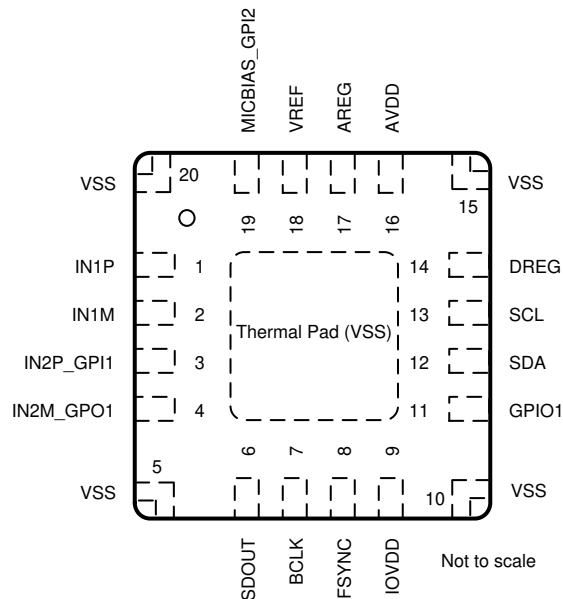 MICBIAS_GPI2
VREF
AREG
AVDD
VSS
20
19
18
17
16
15
VSS
IN1P
1
14
DREG
IN1M
2
Thermal Pad (VSS)
13
SCL
IN2P_GPI1
3
12
SDA
IN2M_GPO1
4
11
GPIO1
VSS
5
6
7
8
9
10
VSS
SDOUT
BCLK
FSYNC
IOVDD
Not to scale